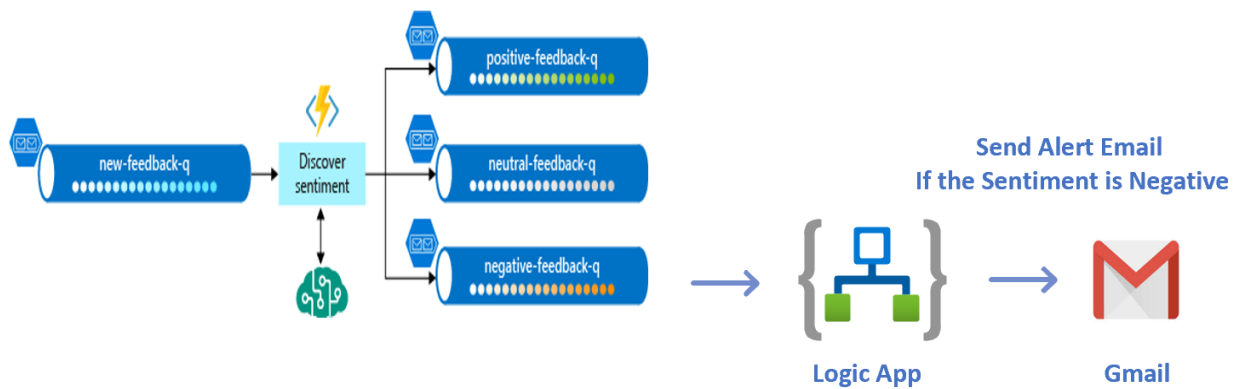 positive-feedback-q
new-feedback-q
Discover
sentiment
neutral-feedback-q
negative-feedback-q
Send Alert Email
If the Sentiment is Negative
Logic App
Gmail